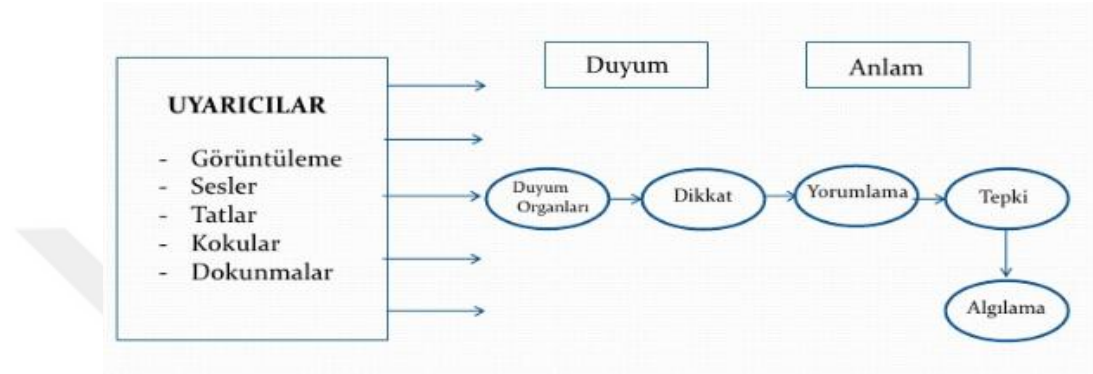 UYARICILAR
- Görüntüleme
- Sesler
- Tatlar
- Kokular
- Dokunmalar
Duyum
Anlam
Duyum
Organları
Dikkat
Yorumlama
Tepki
Algılama